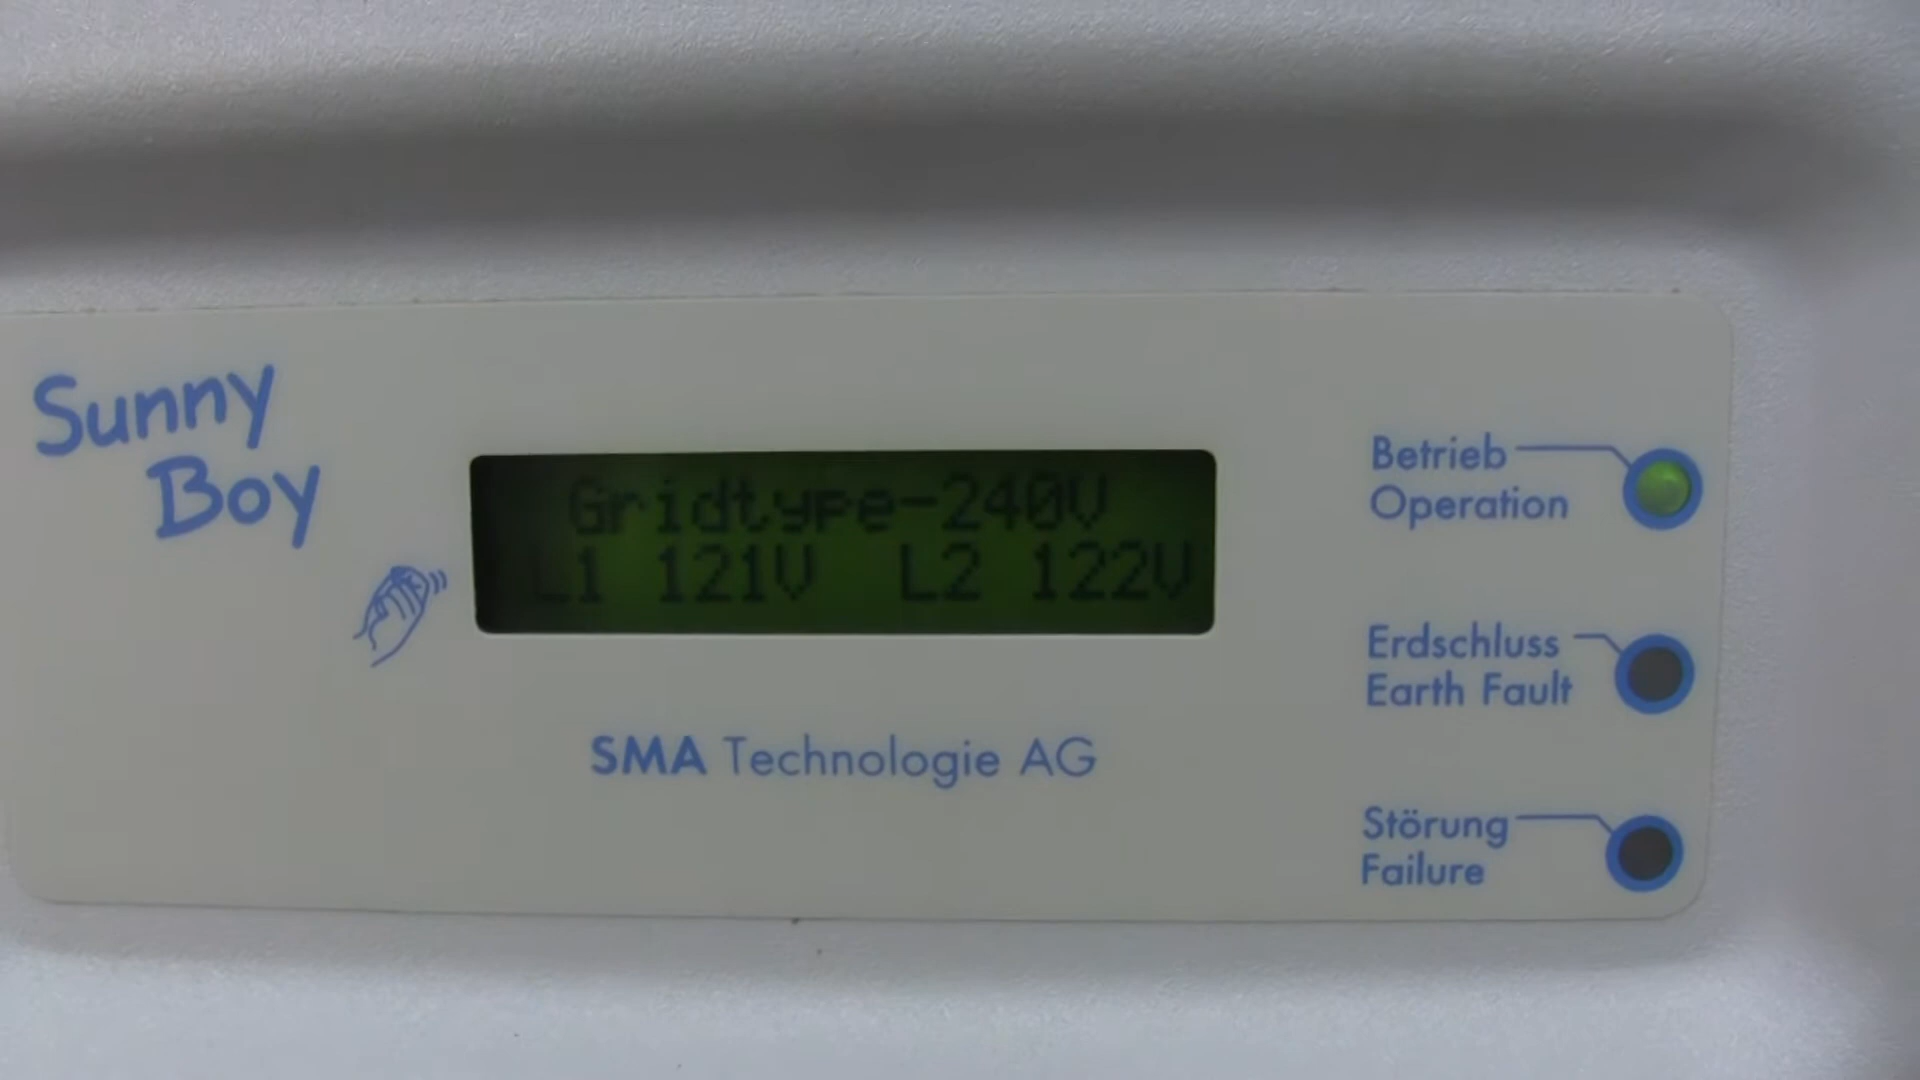 Sunny
Boy
Gridtype-240V
L1 121V L2 122V
SMA Technologie AG
Betrieb
Operation
Erdschluss
Earth Fault
Störung
Failure